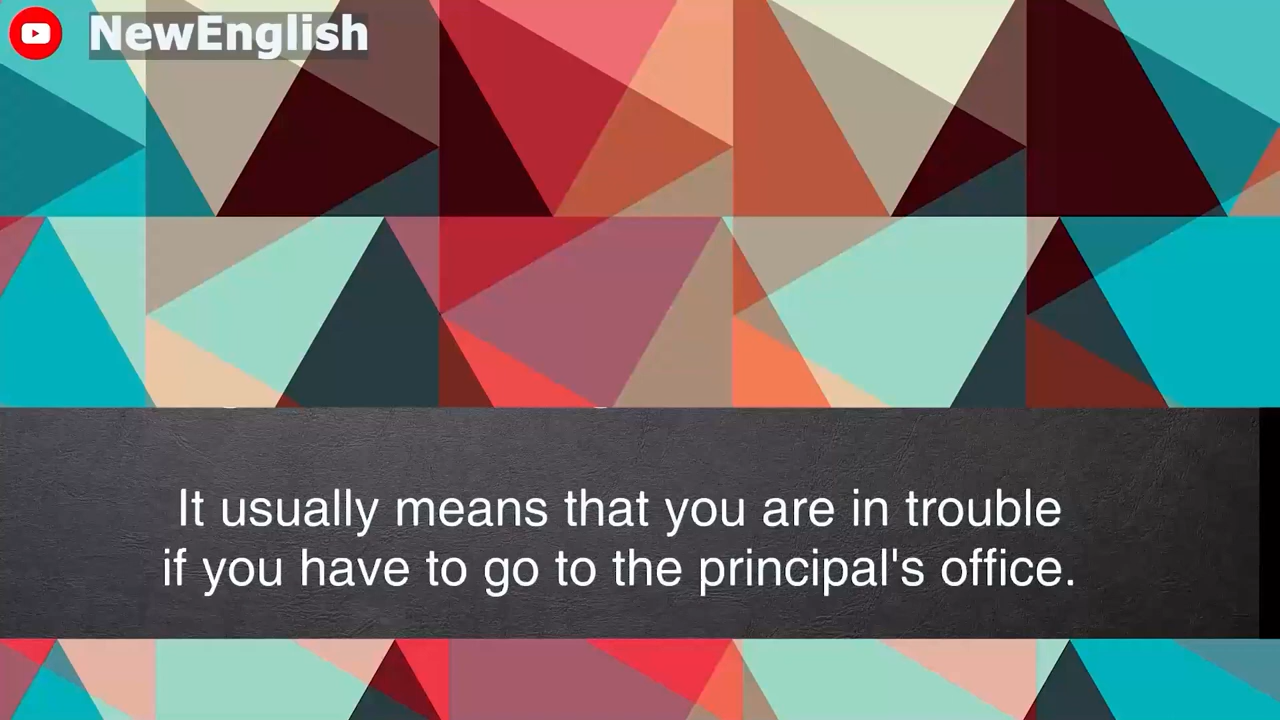 NewEnglish
It usually means that you are in trouble
if you have to go to the principal's office.